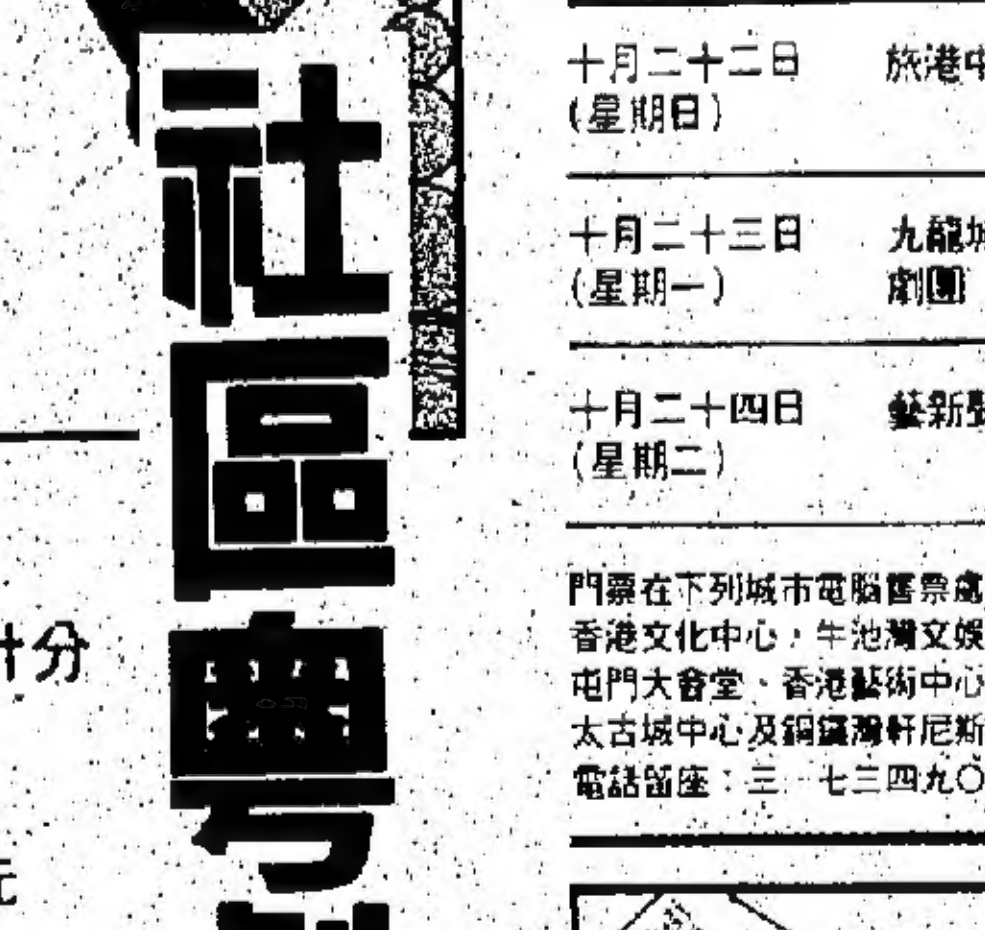 社區粵
十月二十二日
(星期日)
旅港
十月二十三日
(星期一)
九龍城
劇團
十月二十四日
(星期二)
藝新
門票在下列城市電腦售票處
香港文化中心,牛池灣文娛
屯門大會堂、香港藝術中心
太古城中心及銅鑼灣軒尼斯
電話留座:三 七三四九〇
分
元